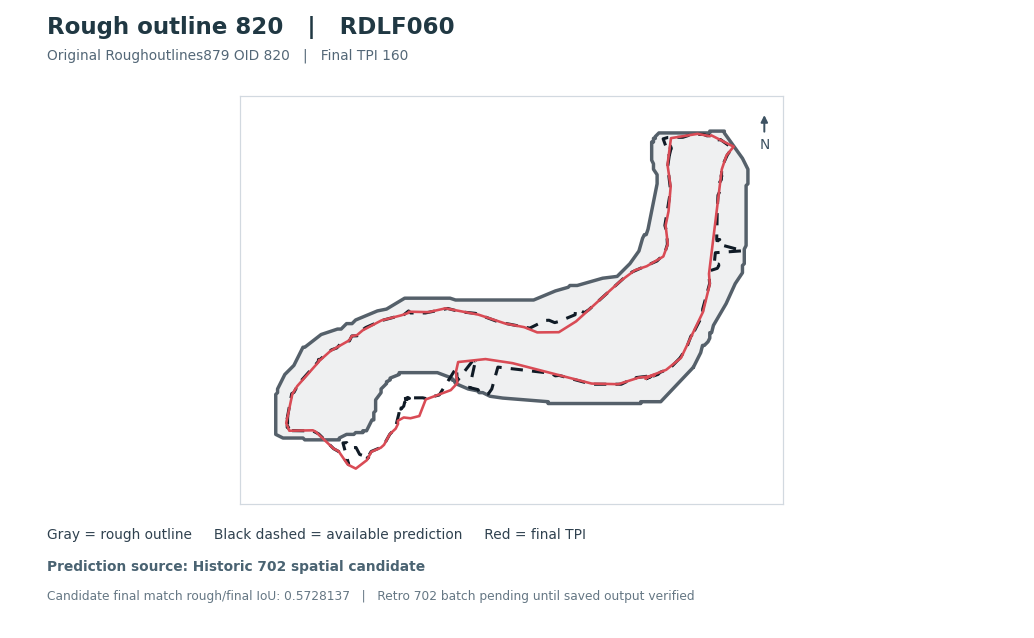 Rough outline 820   |   RDLF060
Original Roughoutlines879 OID 820   |   Final TPI 160
N
Gray = rough outline     Black dashed = available prediction     Red = final TPI
Prediction source: Historic 702 spatial candidate
Candidate final match rough/final IoU: 0.5728137   |   Retro 702 batch pending until saved output verified